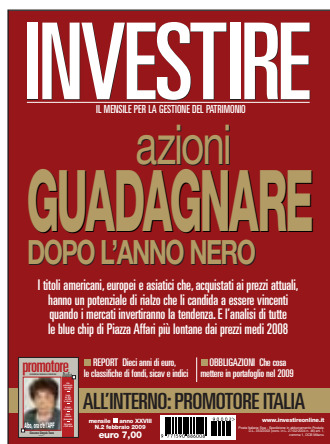 INVESTIRE
IL MENSILE PER LA GESTIONE DEL PATRIMONIO
azioni
GUADAGNARE
DOPO L'ANNO NERO
I titoli americani, europei e asiatici che, acquistati ai prezzi attuali,
hanno un potenziale di rialzo che li candida a essere vincenti
quando i mercati invertiranno la tendenza. E l'analisi di tutte
le blue chip di Piazza Affari più lontane dai prezzi medi 2008
promotore
Albo, ora c'è l'APF
REPORT Dieci anni di euro,
le classifiche di fondi, sicav e indici
OBBLIGAZIONI Che cosa
mettere in portafoglio nel 2009
ALL'INTERNO: PROMOTORE ITALIA
mensile anno XXVIII
N.2 febbraio 2009
euro 7,00
www.investireonline.it